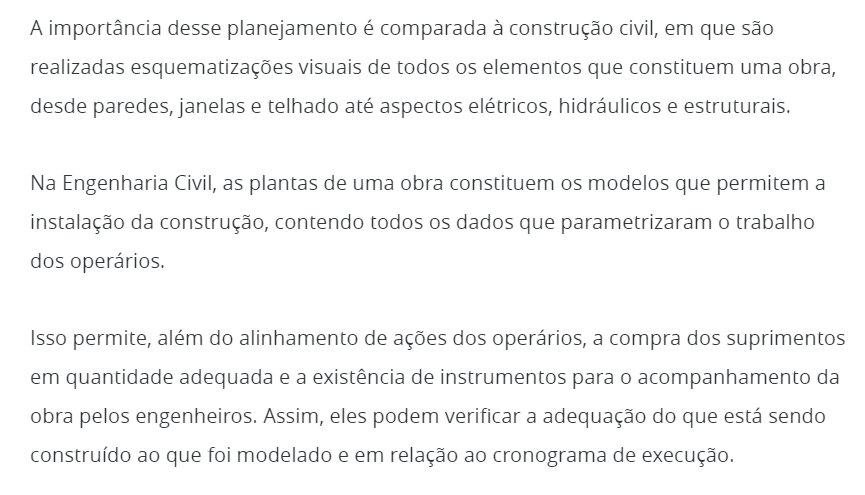 A importância desse planejamento é comparada à construção civil, em que são
realizadas esquematizações visuais de todos os elementos que constituem uma obra,
desde paredes, janelas e telhado até aspectos elétricos, hidráulicos e estruturais.
Na Engenharia Civil, as plantas de uma obra constituem os modelos que permitem a
instalação da construção, contendo todos os dados que parametrizaram o trabalho
dos operários.
Isso permite, além do alinhamento de ações dos operários, a compra dos suprimentos
em quantidade adequada e a existência de instrumentos para o acompanhamento da
obra pelos engenheiros. Assim, eles podem verificar a adequação do que está sendo
construído ao que foi modelado e em relação ao cronograma de execução.